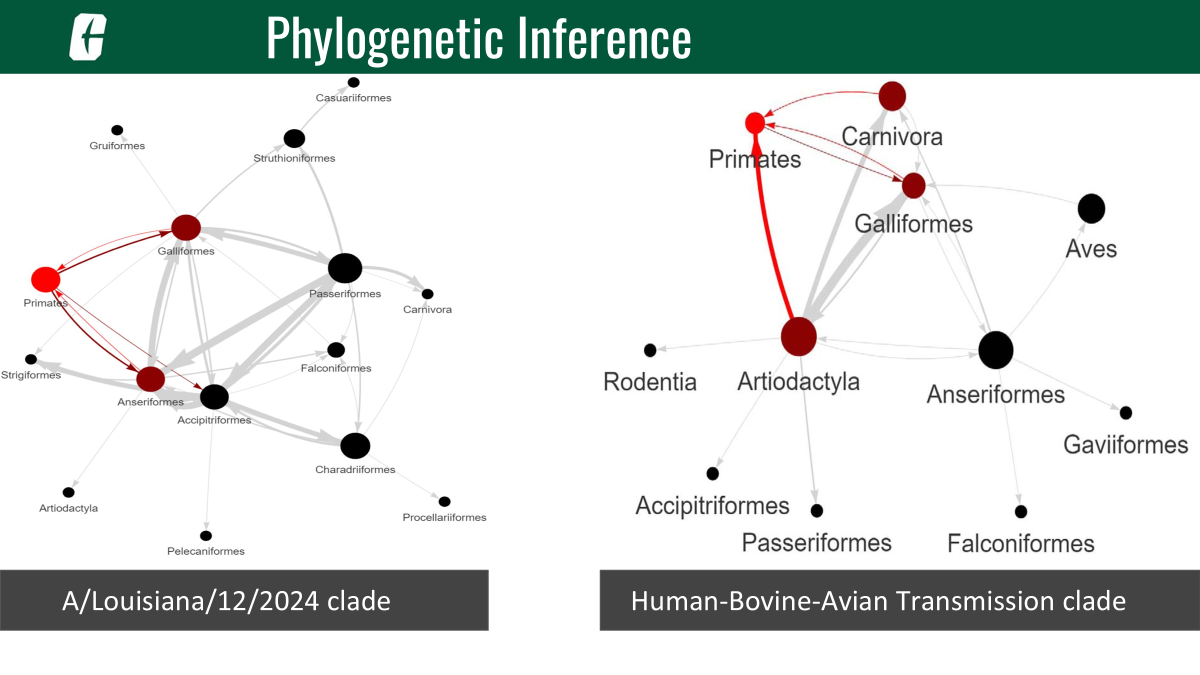 Phylogenetic Inference
Casuariiformes
Gruiformes
Struthioniformes
Galliformes
Passeriformes
Primates
Carnivora
Strigiformes
Falconiformes
Anseriformes
Accipitriformes
Charadriiformes
Artiodactyla
Procellariiformes
Pelecaniformes
A/Louisiana/12/2024 clade
Carnivora
Primates
Galliformes
Aves
Rodentia
Artiodactyla
Anseriformes
Gaviiformes
Accipitriformes
Passeriformes
Falconiformes
Human-Bovine-Avian Transmission clade